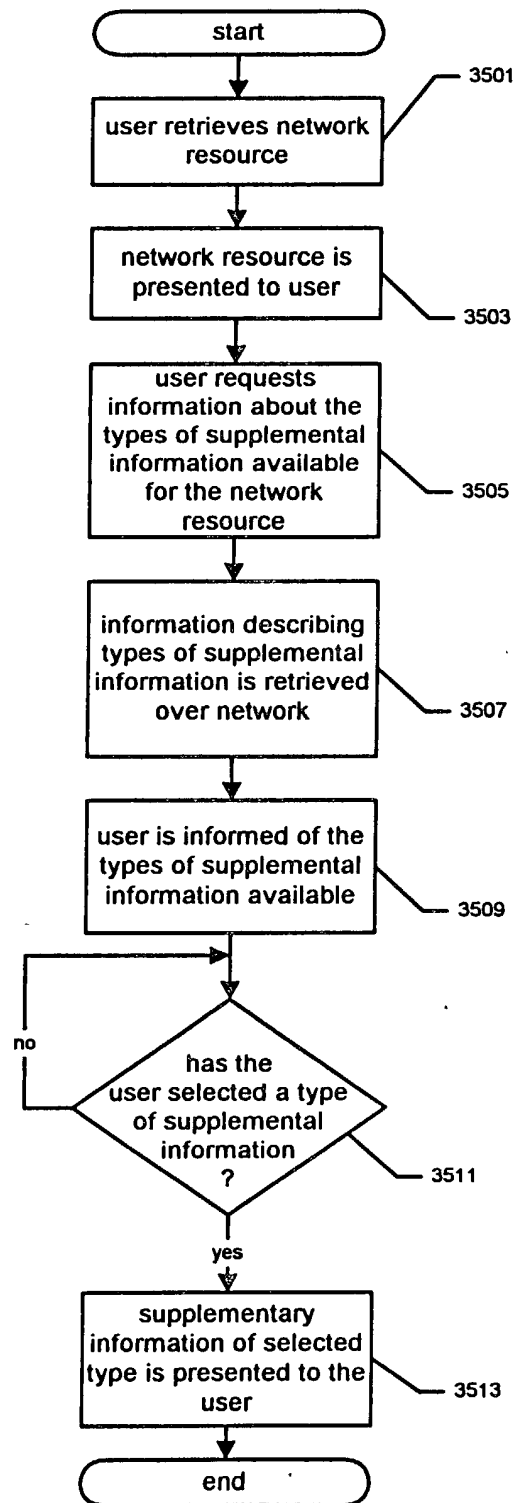 start
3501
user retrieves network
resource
network resource is
presented to user
3503
user requests
information about the
types of supplemental
information available
for the network
resource
3505
information describing
types of supplemental
information is retrieved
over network
3507
user is informed of the
types of supplemental
information available
3509
no
has the
user selected a type
of supplemental
information
?
3511
yes
supplementary
information of selected
type is presented to the
user
3513
end